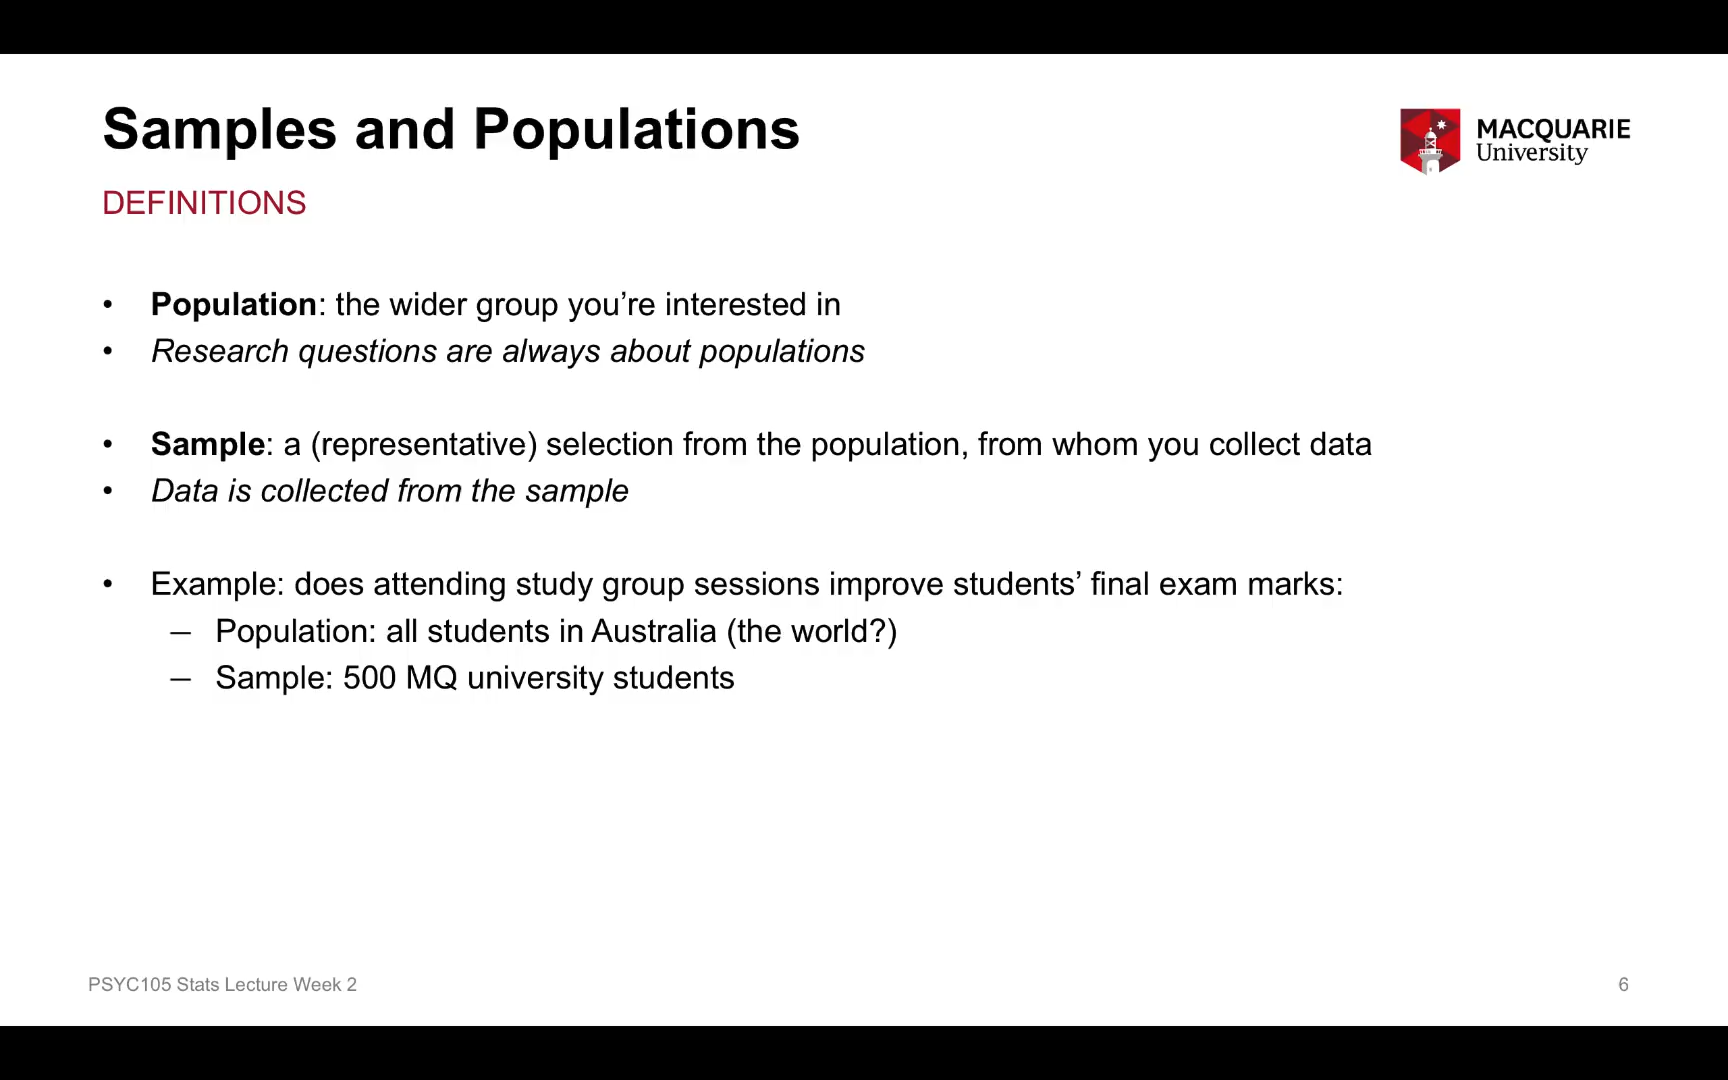 Samples and Populations
MACQUARIE
University
DEFINITIONS
• Population: the wider group you’re interested in
• Research questions are always about populations
• Sample: a (representative) selection from the population, from whom you collect data
• Data is collected from the sample
• Example: does attending study group sessions improve students’ final exam marks:
– Population: all students in Australia (the world?)
– Sample: 500 MQ university students
PSYC105 Stats Lecture Week 2
6